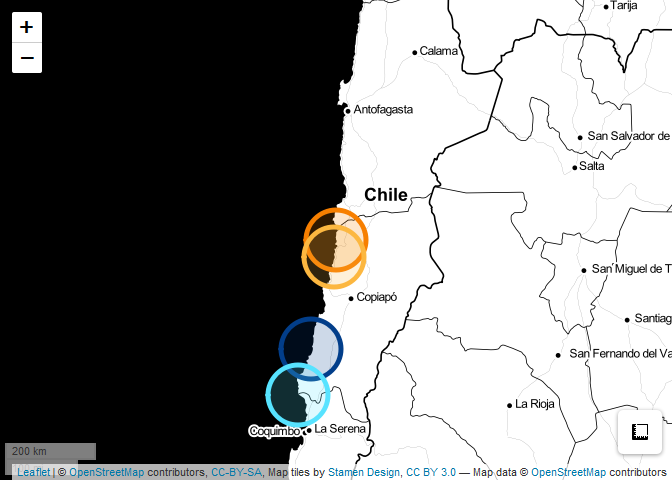 Tarija
+
−
Calama
Antofagasta
San Salvador de
Salta
Chile
San Miguel de T
Copiapó
Santiag
San Fernando del Va
La Rioja
Coquimbo
La Serena
200 km
Leaflet | © OpenStreetMap contributors, CC-BY-SA, Map tiles by Stamen Design, CC BY 3.0 — Map data © OpenStreetMap contributors